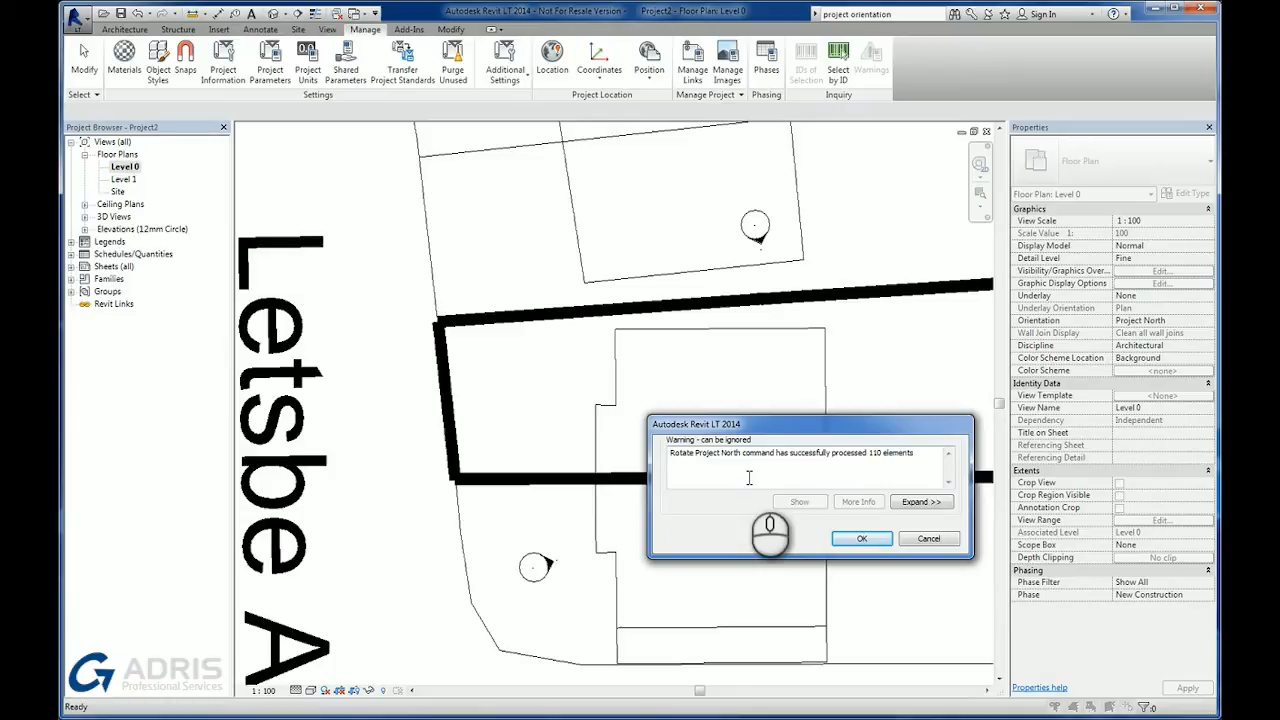 Autodesk Revit LT 2014 - Not For Resale Version - Project2 - Floor Plan: Level 0
project orientation
Sign In
LT
Architecture Structure Insert Annotate Site View Manage Add-Ins Modify
Modify
Materials
Object Styles
Snaps
Project Information
Project Parameters
Project Units
Shared Parameters
Transfer Project Standards
Purge Unused
Additional Settings
Location
Coordinates
Position
Manage Links
Manage Images
Phases
IDs of Selection
Select by ID
Warnings
Select
Settings
Project Location
Manage Project
Phasing
Inquiry
Project Browser - Project2
Views (all)
Floor Plans
Level 0
Level 1
Site
Ceiling Plans
3D Views
Elevations (12mm Circle)
Legends
Schedules/Quantities
Sheets (all)
Families
Groups
Revit Links
Letsbe A
Autodesk Revit LT 2014
Warning - can be ignored
Rotate Project North command has successfully processed 110 elements
Show
More Info
Expand >>
OK
Cancel
Properties
Floor Plan
Floor Plan: Level 0
Edit Type
Graphics
View Scale 1 : 100
Scale Value 1: 100
Display Model Normal
Detail Level Fine
Visibility/Graphics Over... Edit...
Graphic Display Options Edit...
Underlay None
Underlay Orientation Plan
Orientation Project North
Wall Join Display Clean all wall joins
Discipline Architectural
Color Scheme Location Background
Color Scheme <none>
Identity Data
View Template <None>
View Name Level 0
Dependency Independent
Title on Sheet
Referencing Sheet
Referencing Detail
Extents
Crop View
Crop Region Visible
Annotation Crop
View Range Edit...
Associated Level Level 0
Scope Box None
Depth Clipping No clip
Phasing
Phase Filter Show All
Phase New Construction
Properties help
Apply
ADRIS
Professional Services
1 : 100
Ready
:0